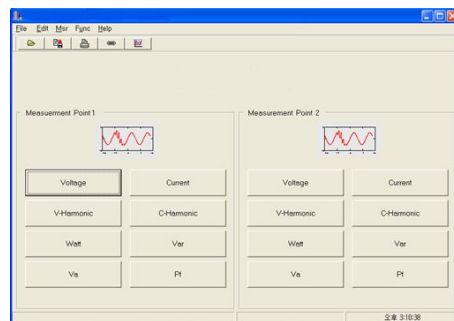 File Edit Msr Func Help
Measuerment Point 1
Measurement Point 2
Voltage Current
Voltage Current
V-Harmonic C-Harmonic
V-Harmonic C-Harmonic
Watt Var
Watt Var
Va Pf
Va Pf
오후 3:10:38